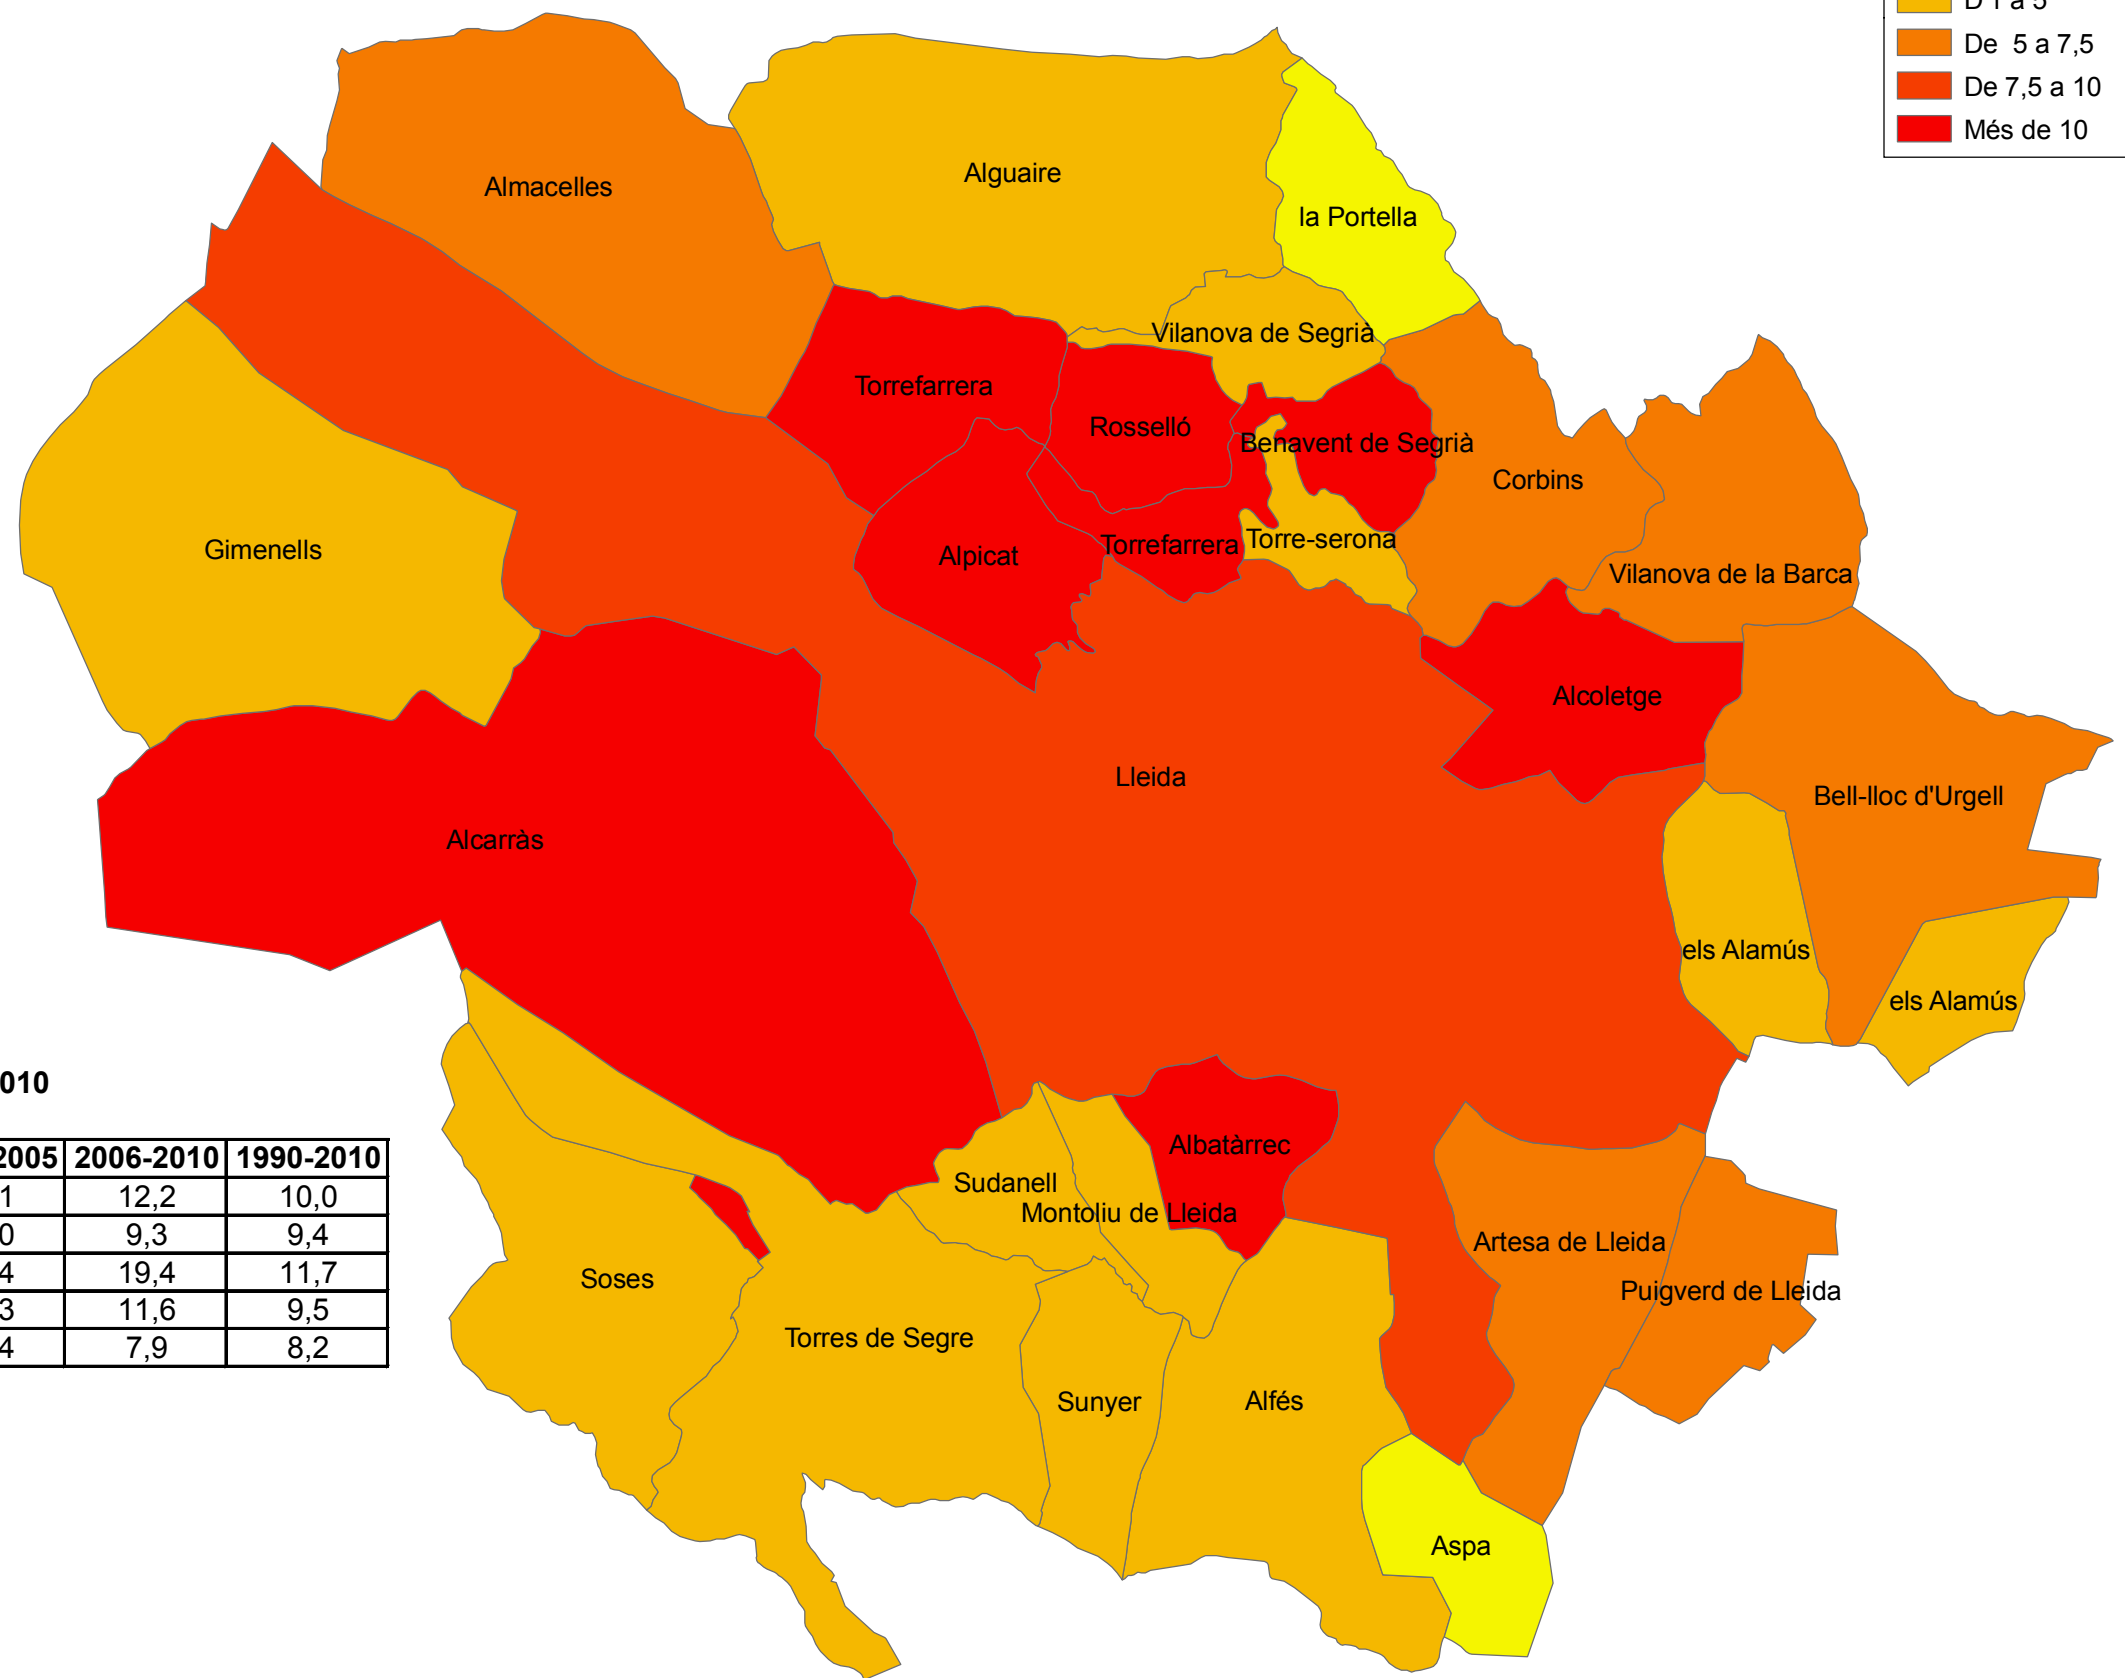 D 1 a 5
De 5 a 7,5
De 7,5 a 10
Més de 10
Almacelles
Alguaire
la Portella
Vilanova de Segrià
Torrefarrera
Rosselló
Benavent de Segrià
Corbins
Gimenells
Alpicat
Torrefarrera
Torre-serona
Vilanova de la Barca
Alcoletge
Lleida
Bell-lloc d'Urgell
Alcarràs
els Alamús
els Alamús
Albatàrrec
Sudanell
Montoliu de Lleida
Artesa de Lleida
Soses
Puigverd de Lleida
Torres de Segre
Sunyer
Alfés
Aspa
010
2005 2006-2010 1990-2010
1 12,2 10,0
0 9,3 9,4
4 19,4 11,7
3 11,6 9,5
4 7,9 8,2